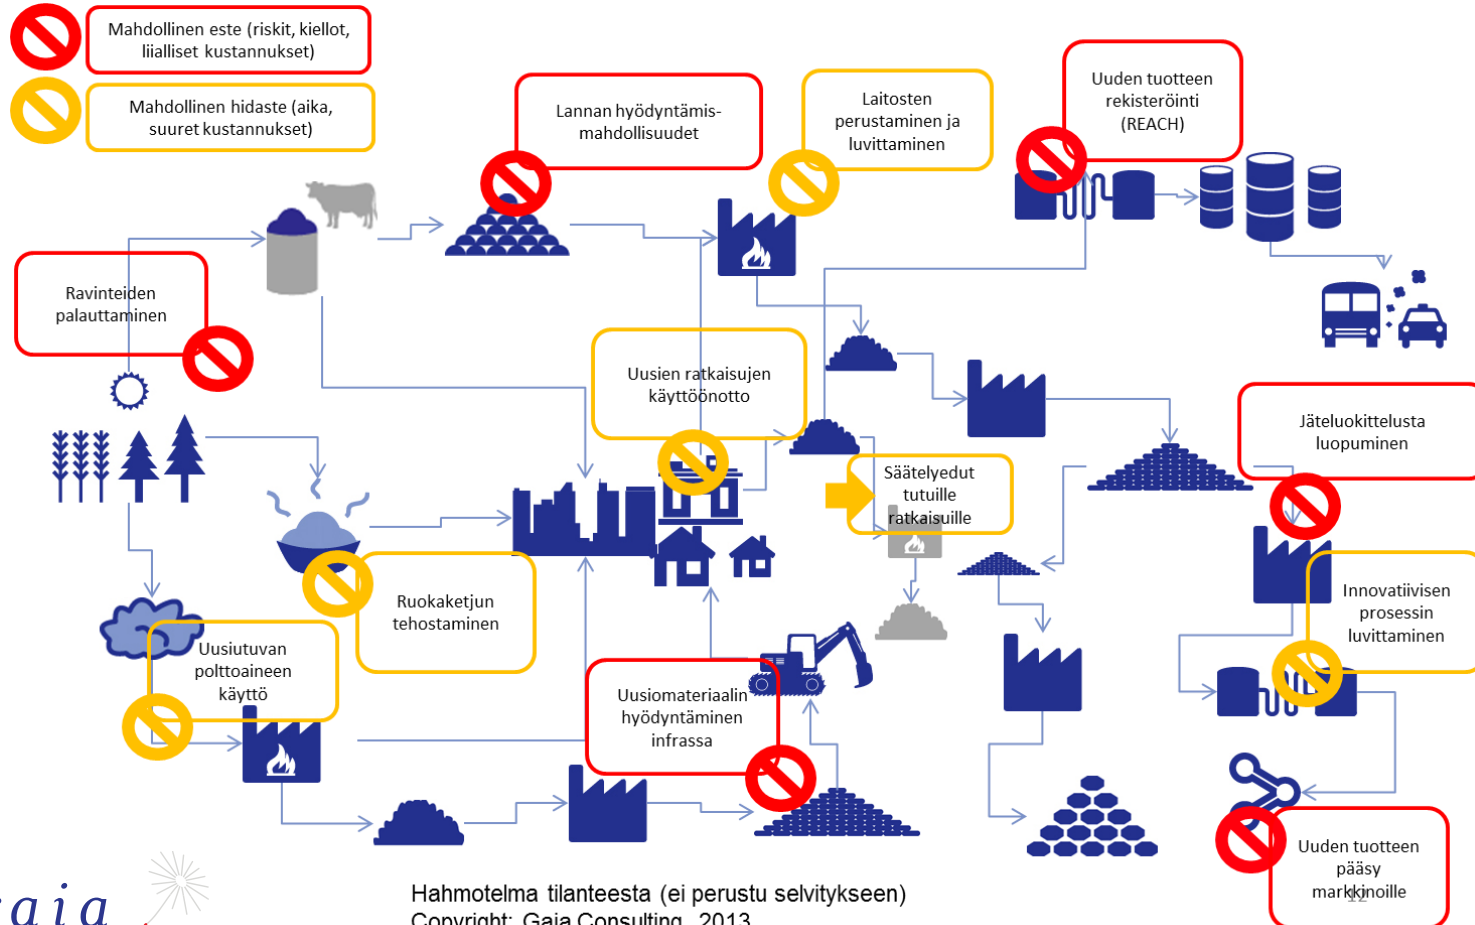 Mahdollinen este (riskit, kiellot,
liialliset kustannukset)
Mahdollinen hidaste (aika,
suuret kustannukset)
Lannan hyödyntämis-
mahdollisuudet
Laitosten
perustaminen ja
luvittaminen
Uuden tuotteen
rekisteröinti
(REACH)
Ravinteiden
palauttaminen
Uusien ratkaisujen
käyttöönotto
Jäteluokittelusta
luopuminen
Säätelyedut
tutuille
ratkaisuille
Ruokaketjun
tehostaminen
Innovatiivisen
prosessin
luvittaminen
Uusiutuvan
polttoaineen
käyttö
Uusiomateriaalin
hyödyntäminen
infrassa
Uuden tuotteen
pääsy
markkinoille
12
gaia
Hahmotelma tilanteesta (ei perustu selvitykseen)
Copyright: Gaia Consulting, 2013